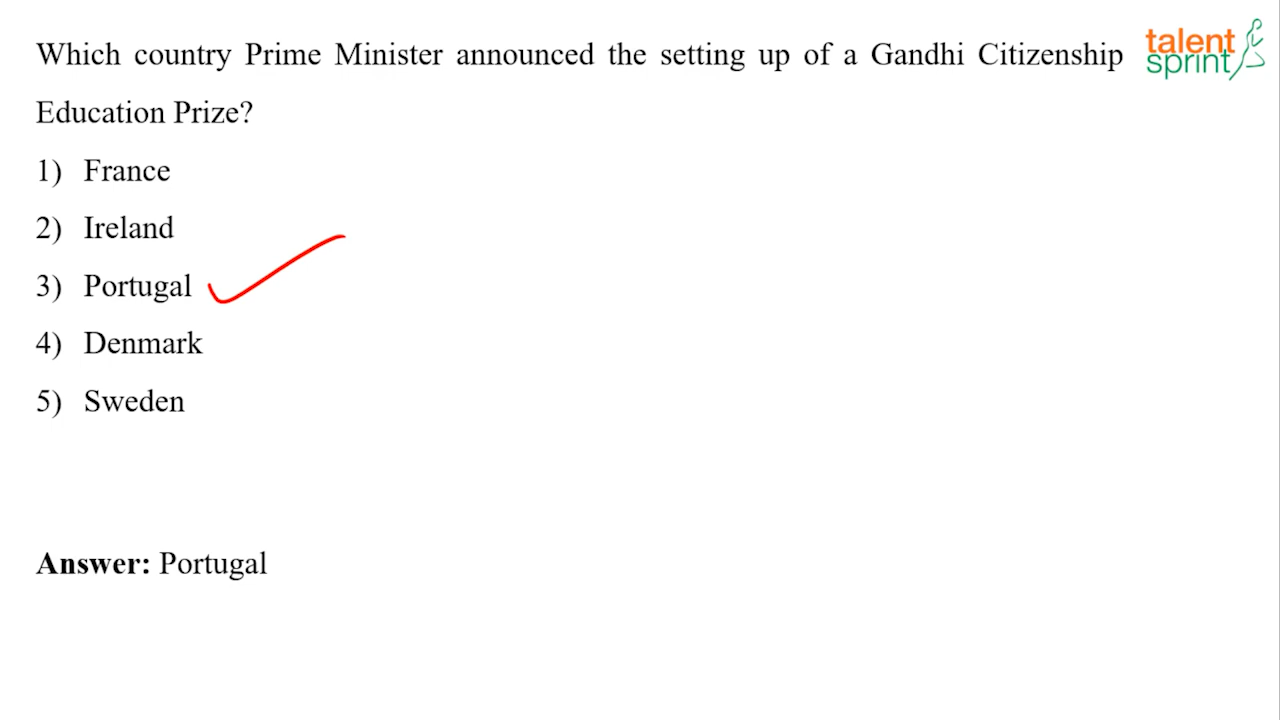 Which country Prime Minister announced the setting up of a Gandhi Citizenship
Education Prize?
1) France
2) Ireland
3) Portugal
4) Denmark
5) Sweden
Answer: Portugal
talent
sprint